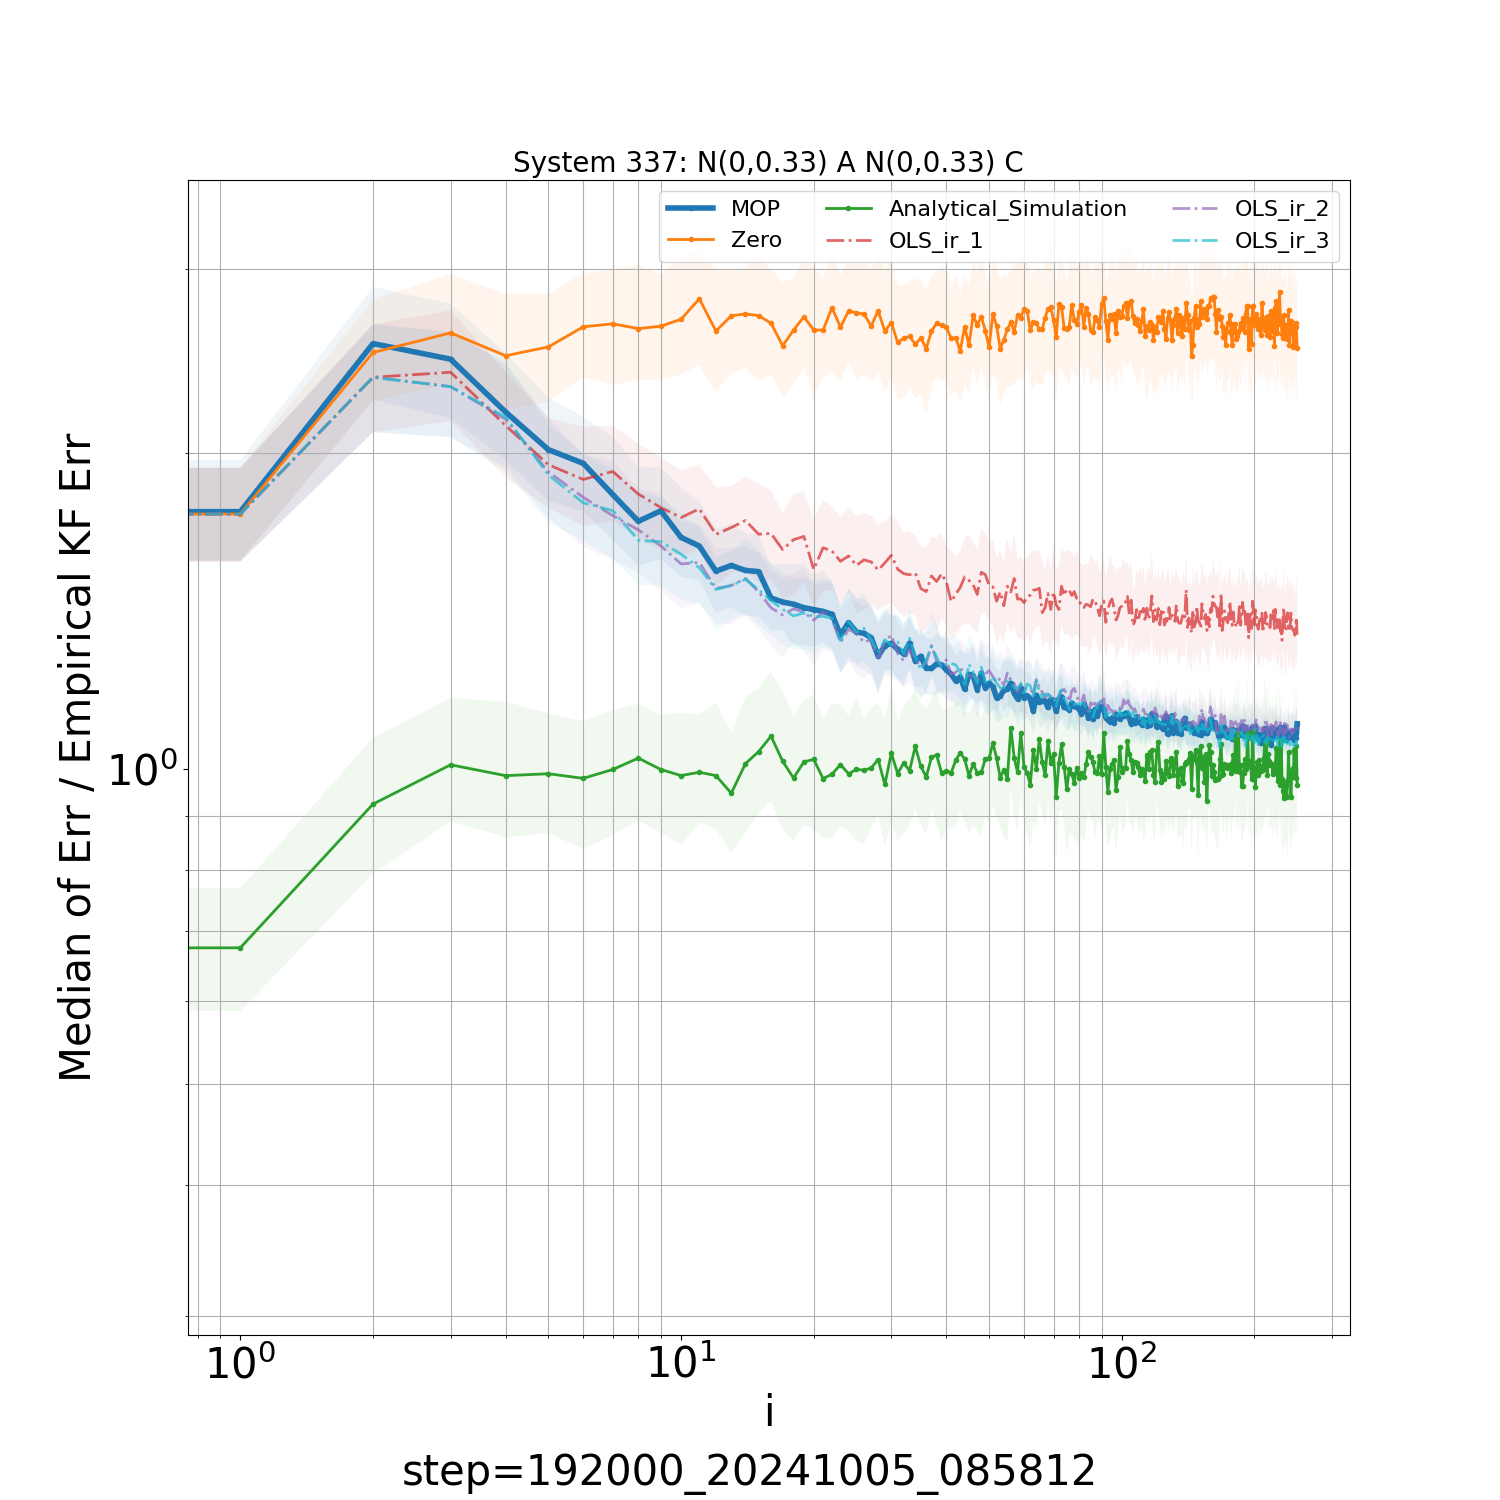 System 337: N(0,0.33) A N(0,0.33) C
MOP
Zero
Analytical_Simulation
OLS_ir_1
OLS_ir_2
OLS_ir_3
Median of Err / Empirical KF Err
10⁰
10⁰ 10¹ 10²
i
step=192000_20241005_085812